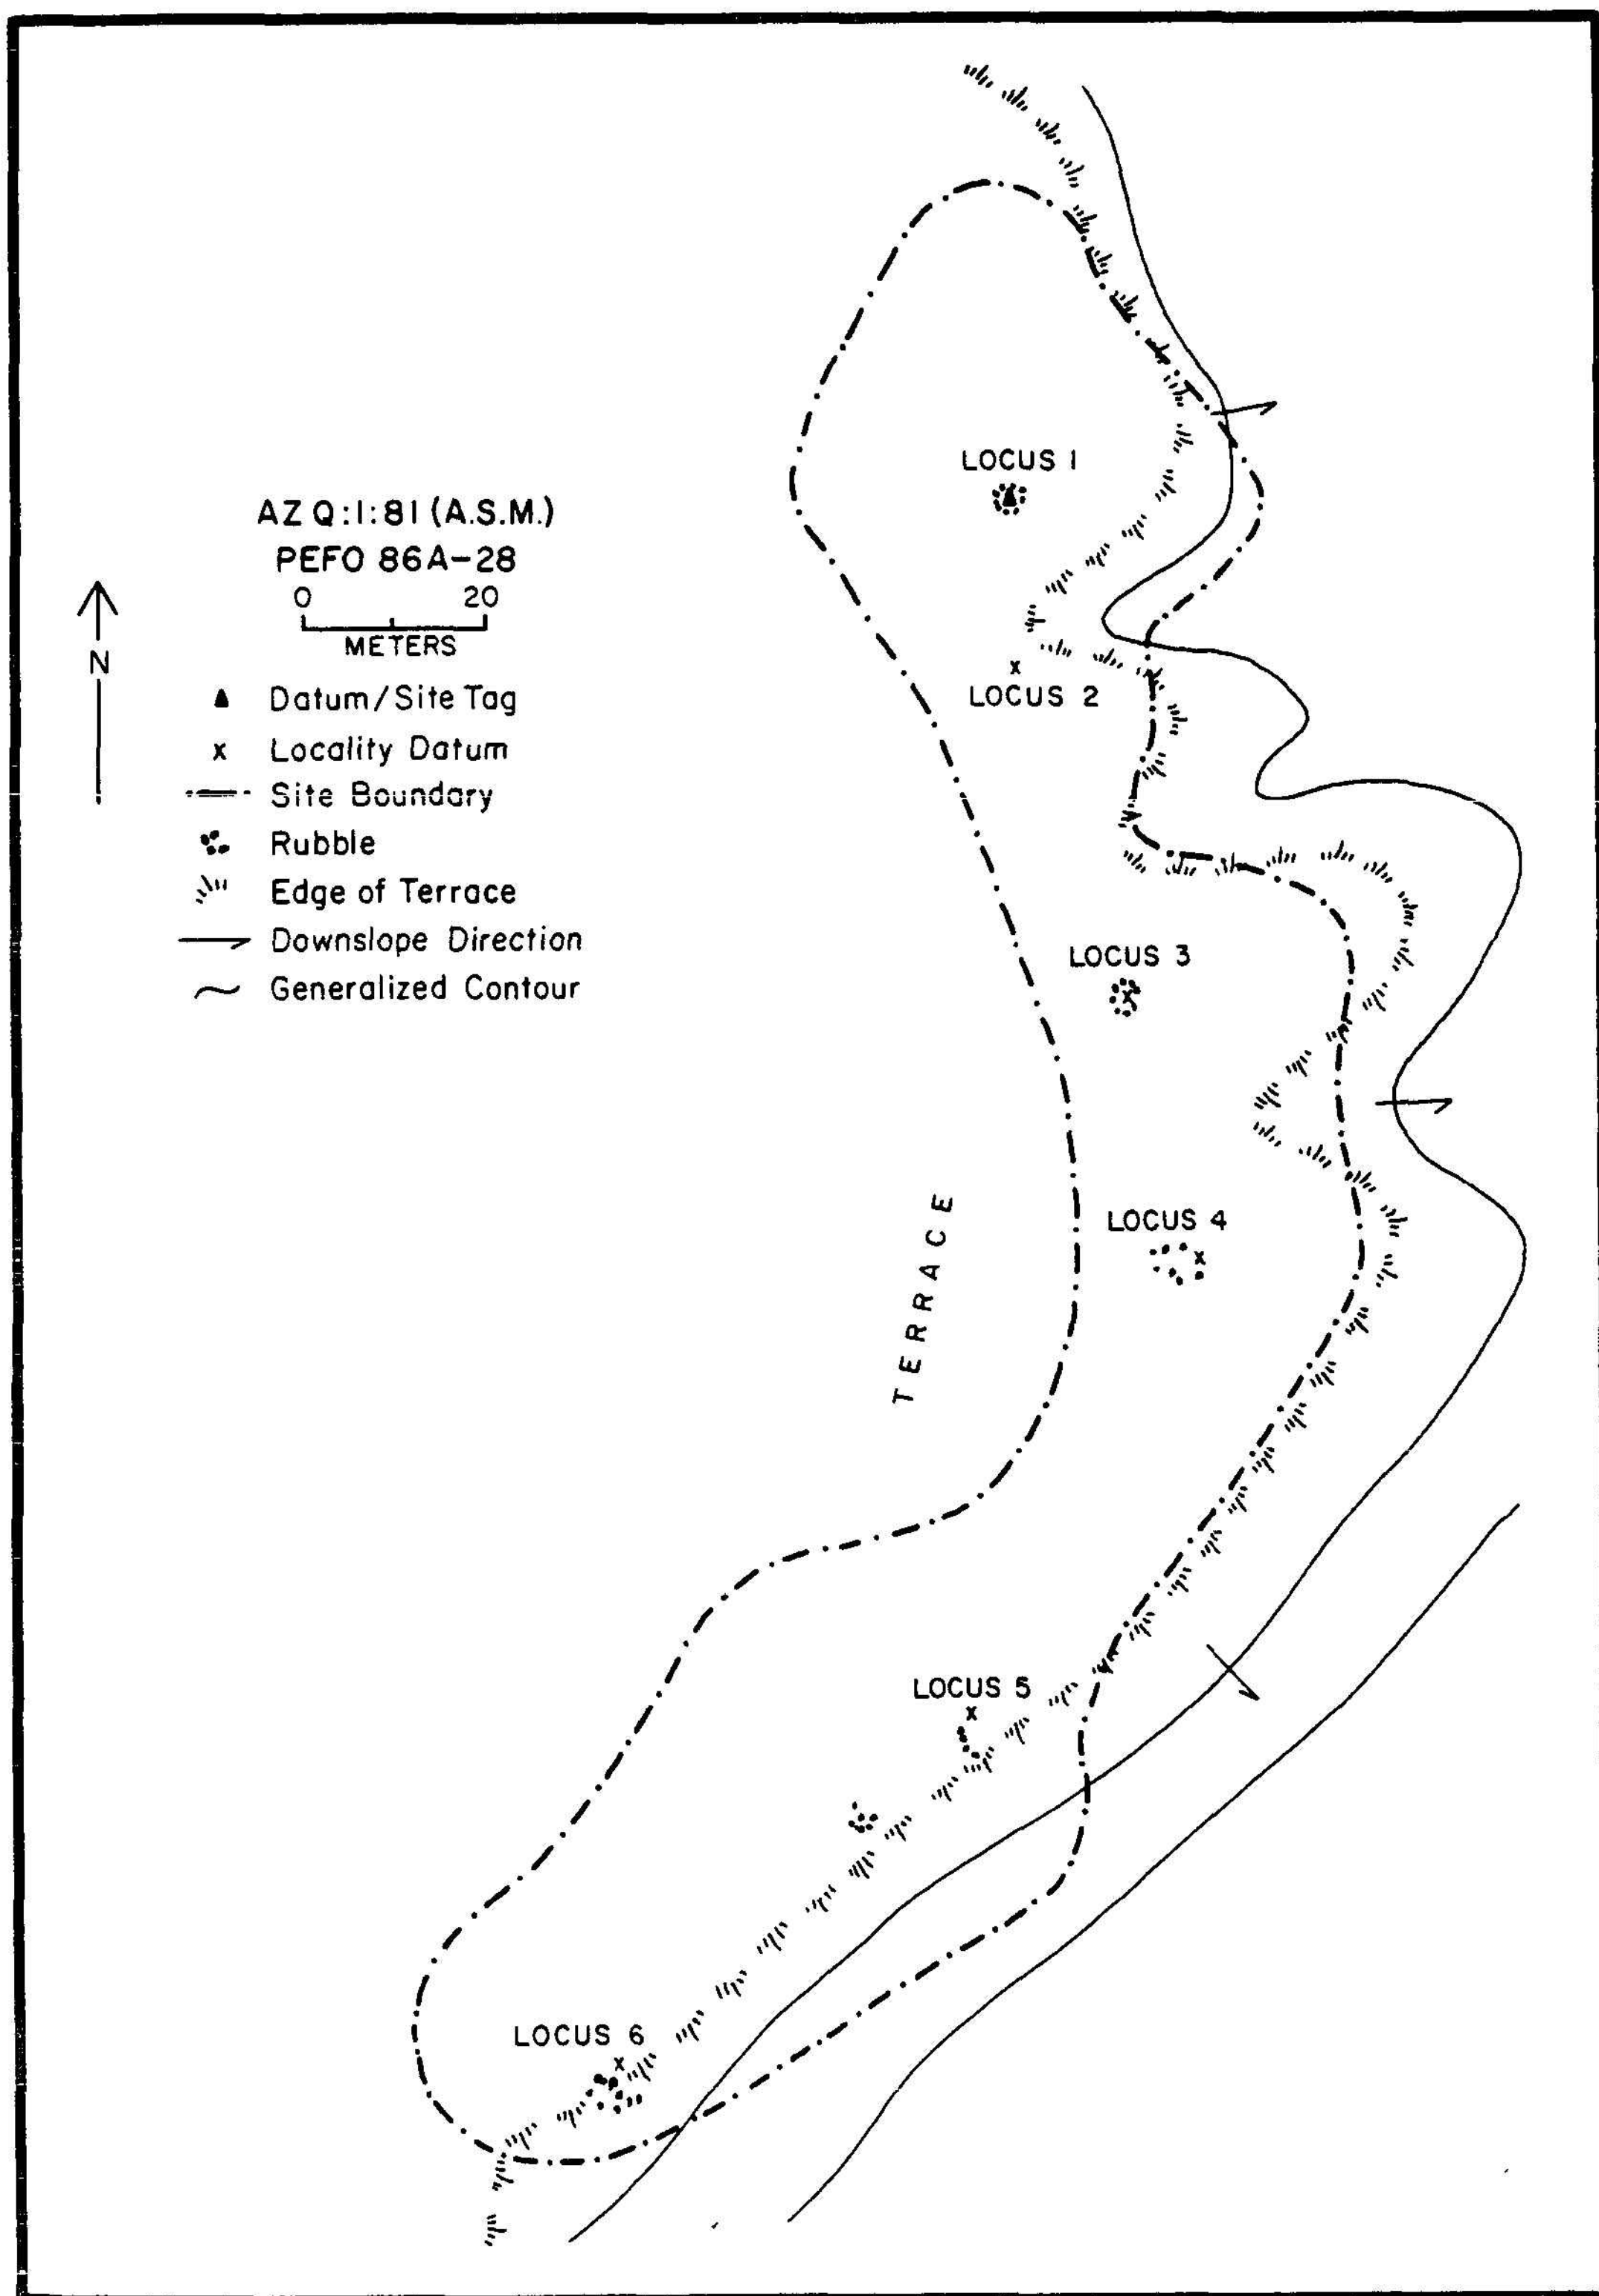 LOCUS 1
AZ Q:1:81 (A.S.M.)
PEFO 86A-28
0 20
METERS
N
LOCUS 2
Datum/Site Tag
x Locality Datum
Site Boundary
Rubble
Edge of Terrace
Downslope Direction
Generalized Contour
LOCUS 3
LOCUS 4
TERRACE
LOCUS 5
LOCUS 6